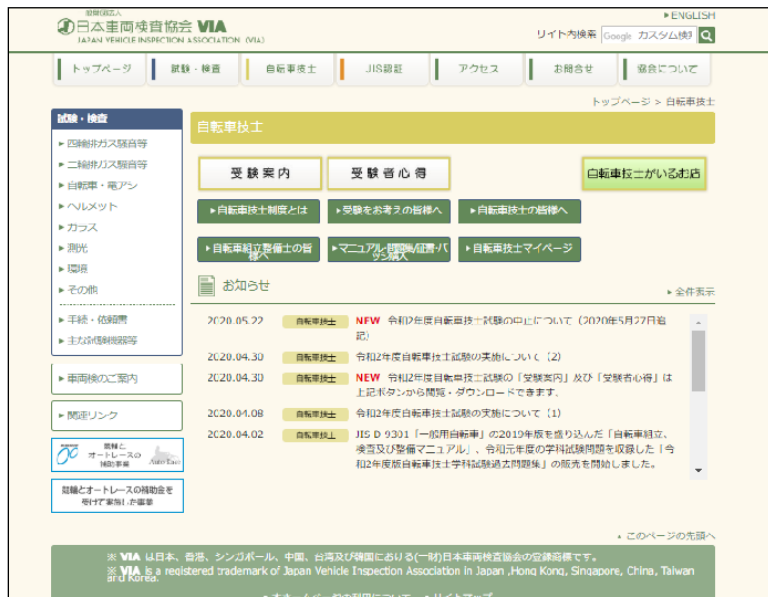 一般財団法人
日本車両検査協会 VIA
JAPAN VEHICLE INSPECTION ASSOCIATION (VIA)
▶ENGLISH
サイト内検索 Google カスタム検索
トップページ
試験・検査
自転車技士
JIS認証
アクセス
お問合せ
協会について
トップページ > 自転車技士
試験・検査
▶四輪排ガス騒音等
▶二輪排ガス騒音等
▶自転車・電アシ
▶ヘルメット
▶ガラス
▶測光
▶環境
▶その他
▶手続・依頼書
▶主な試験機器等
▶車両検のご案内
▶関連リンク
競輪と
オートレースの
補助事業
AutoRace
競輪とオートレースの補助金を
受けて実施した事業
自転車技士
受験案内
受験者心得
自転車技士がいるお店
▶自転車技士制度とは
▶受験をお考えの皆様へ
▶自転車技士の皆様へ
▶自転車組立整備士の皆
様へ
▶マニュアル・問題集/証書・バ
ッジ購入
▶自転車技士マイページ
お知らせ
▶全件表示
2020.05.22 自転車技士 NEW 令和2年度自転車技士試験の中止について（2020年5月27日追
記）
2020.04.30 自転車技士 令和2年度自転車技士試験の実施について（2）
2020.04.30 自転車技士 NEW 令和2年度自転車技士試験の「受験案内」及び「受験者心得」は
上記ボタンから閲覧・ダウンロードできます。
2020.04.08 自転車技士 令和2年度自転車技士試験の実施について（1）
2020.04.02 自転車技士 JIS D 9301「一般用自転車」の2019年版を盛り込んだ「自転車組立、
検査及び整備マニュアル」、令和元年度の学科試験問題を収録した「令
和2年度版自転車技士学科試験過去問題集」の販売を開始しました。
▲このページの先頭へ
※ VIA は日本、香港、シンガポール、中国、台湾及び韓国における(一財)日本車両検査協会の登録商標です。
※ VIA is a registered trademark of Japan Vehicle Inspection Association in Japan ,Hong Kong, Singapore, China, Taiwan
and Korea.